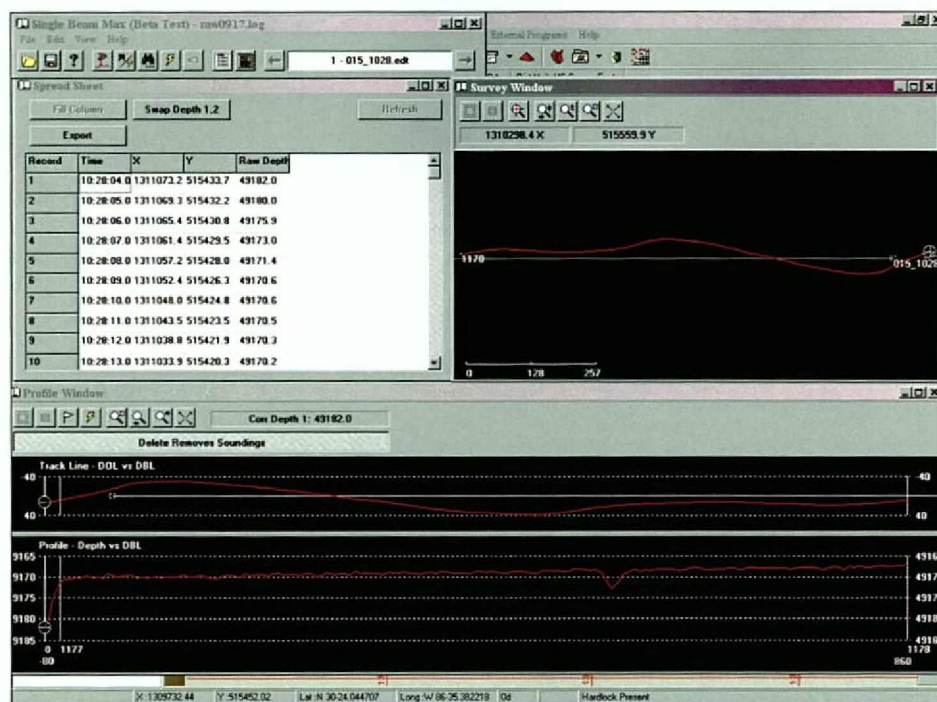 Single Beam Max (Beta Test) - raw0917.log
File Edit View Help
External Programs Help
1 - 015_1028.edt
Spread Sheet
Fill Column Swap Depth 1,2 Refresh
Export
Record Time X Y Raw Depth
1 10:28:04.0 1311073.2 515433.7 49182.0
2 10:28:05.0 1311069.3 515432.2 49180.0
3 10:28:06.0 1311065.4 515430.8 49175.9
4 10:28:07.0 1311061.4 515429.5 49173.0
5 10:28:08.0 1311057.2 515428.0 49171.4
6 10:28:09.0 1311052.4 515426.3 49170.6
7 10:28:10.0 1311048.0 515424.8 49170.6
8 10:28:11.0 1311043.5 515423.5 49170.5
9 10:28:12.0 1311038.8 515421.9 49170.3
10 10:28:13.0 1311033.9 515420.3 49170.2
Survey Window
1310298.4 X 515559.9 Y
1170 015_1028
0 128 257
Profile Window
Corr Depth 1: 49182.0
Delete Removes Soundings
Track Line - DOL vs DBL
-40 -40
40 40
Profile - Depth vs DBL
9165 4916
9170 4917
9175 4917
9180 4918
9185 4918
0 1177 1178
-80 860
X:1309732.44 Y:515452.02 Lat:N 30-24.044707 Long:W 86-35.382218 0d Hardlock Present